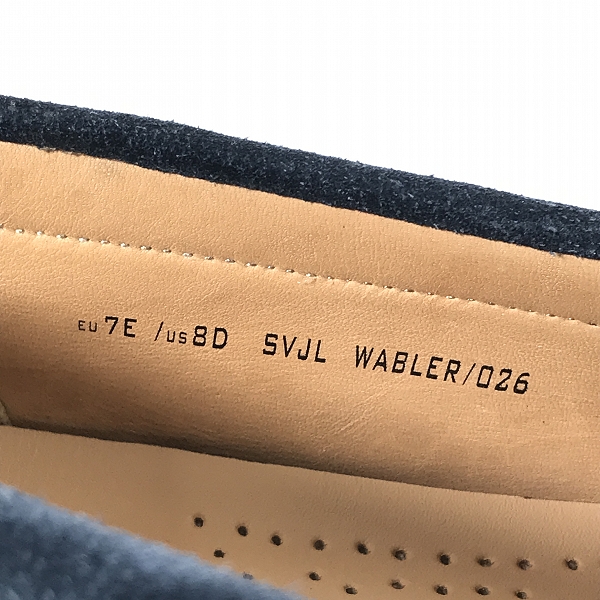 EU 7E /US 8D SVJL WABLER/026